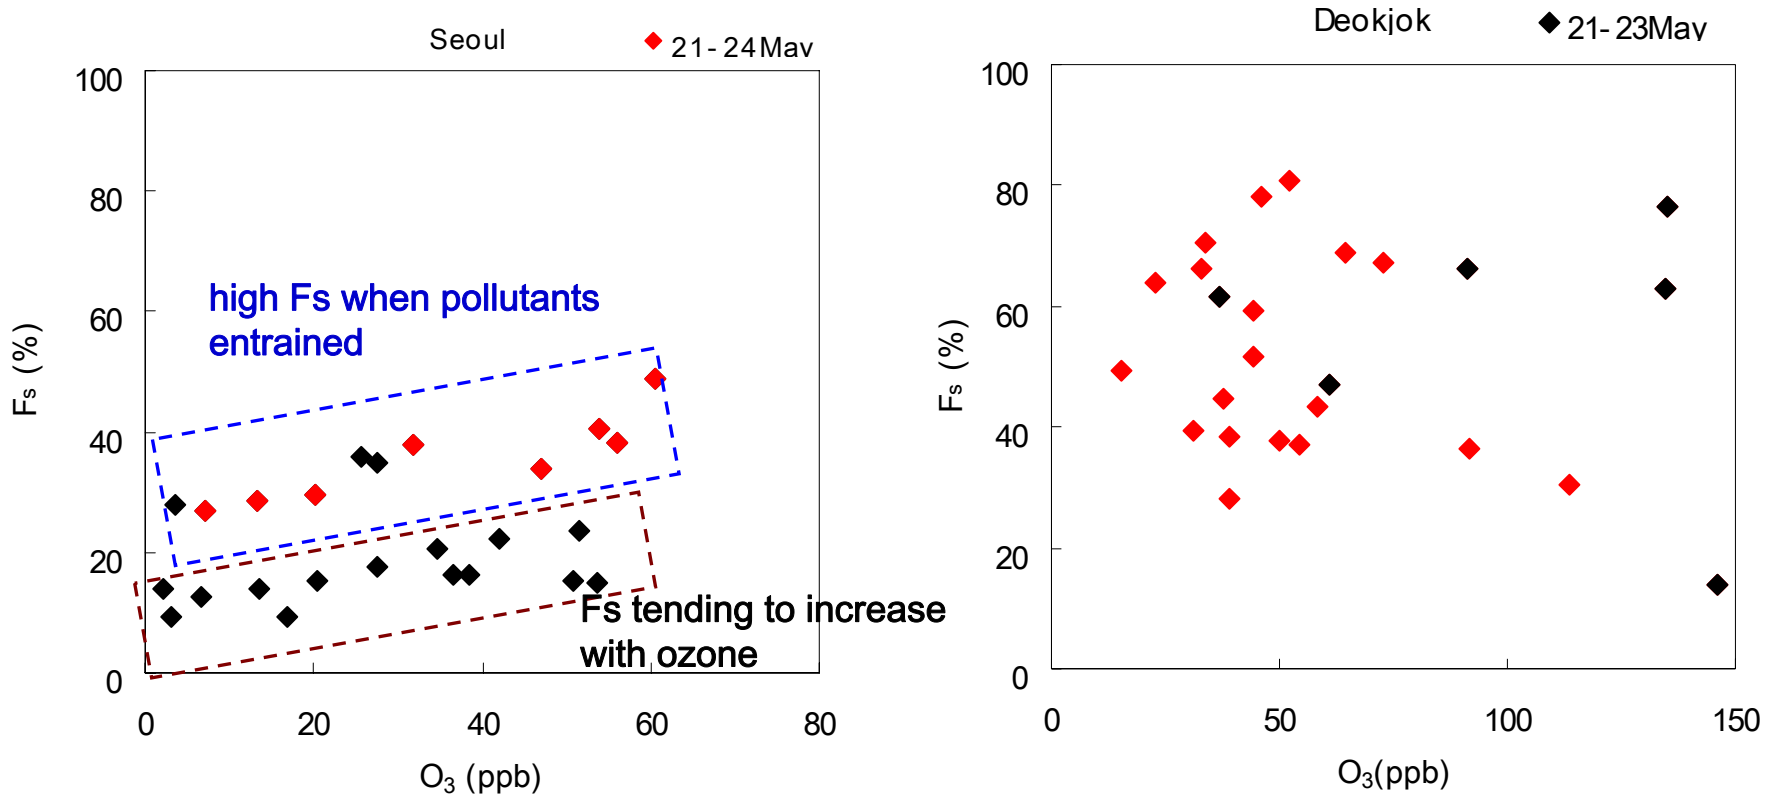 Seoul
21-24May
100
80
60
40
20
0
Fs (%)
high Fs when pollutants
entrained
Fs tending to increase
with ozone
0 20 40 60 80
O3 (ppb)
Deokjok
21-23May
100
80
60
40
20
0
Fs (%)
0 50 100 150
O3(ppb)